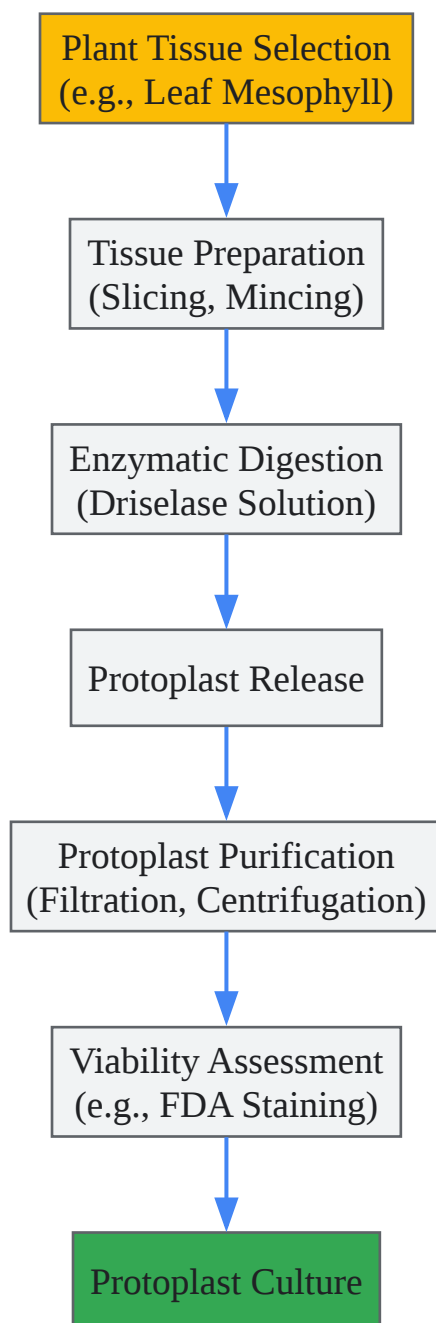 Plant Tissue Selection
(e.g., Leaf Mesophyll)
Tissue Preparation
(Slicing, Mincing)
Enzymatic Digestion
(Driselase Solution)
Protoplast Release
Protoplast Purification
(Filtration, Centrifugation)
Viability Assessment
(e.g., FDA Staining)
Protoplast Culture